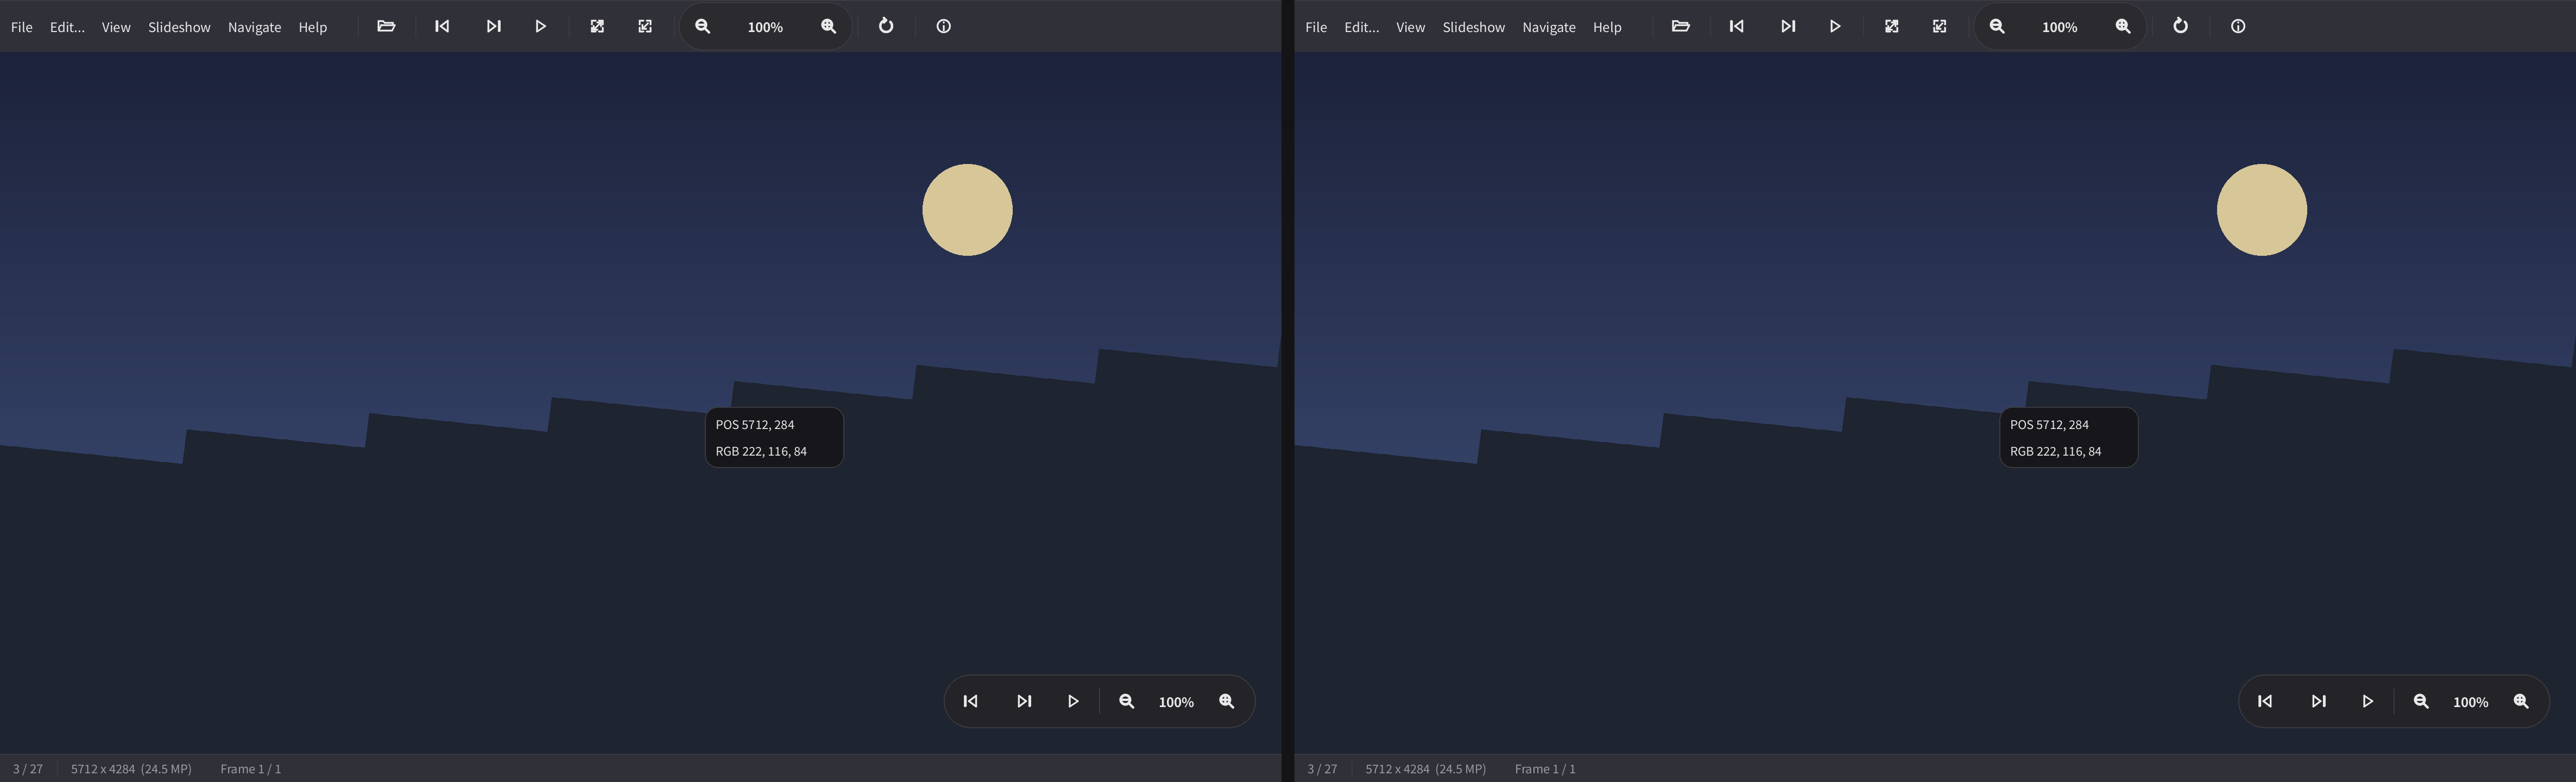 File Edit... View Slideshow Navigate Help 100%
POS 5712, 284
RGB 222, 116, 84
100%
3 / 27 5712 x 4284 (24.5 MP) Frame 1 / 1
File Edit... View Slideshow Navigate Help 100%
POS 5712, 284
RGB 222, 116, 84
100%
3 / 27 5712 x 4284 (24.5 MP) Frame 1 / 1